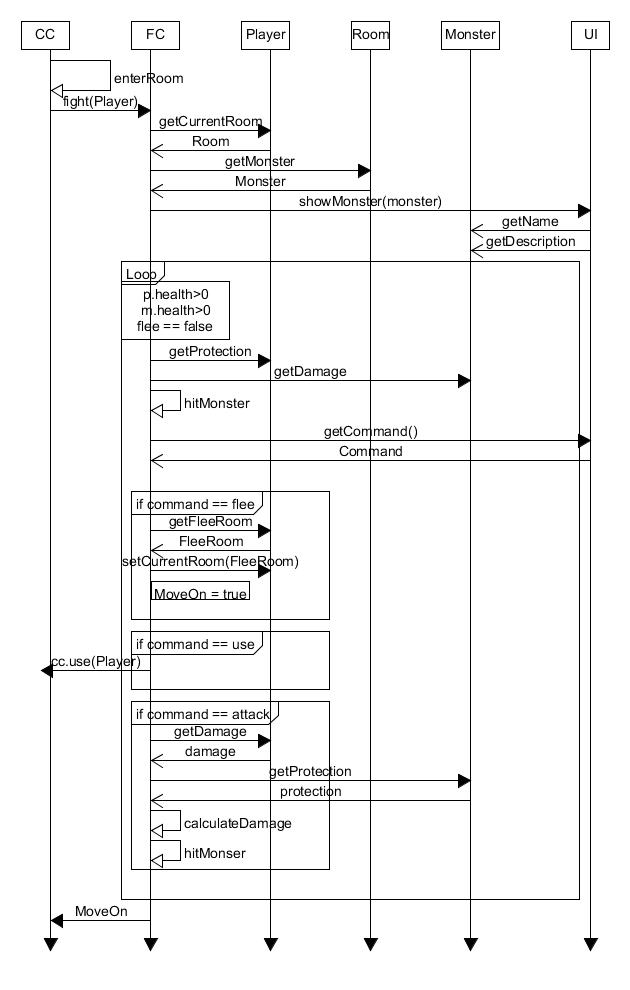 CC FC Player Room Monster UI
enterRoom
fight(Player)
getCurrentRoom
Room
getMonster
Monster
showMonster(monster)
getName
getDescription
Loop
p.health>0
m.health>0
flee == false
getProtection
getDamage
hitMonster
getCommand()
Command
if command == flee
getFleeRoom
FleeRoom
setCurrentRoom(FleeRoom)
MoveOn = true
if command == use
cc.use(Player)
if command == attack
getDamage
damage
getProtection
protection
calculateDamage
hitMonser
MoveOn